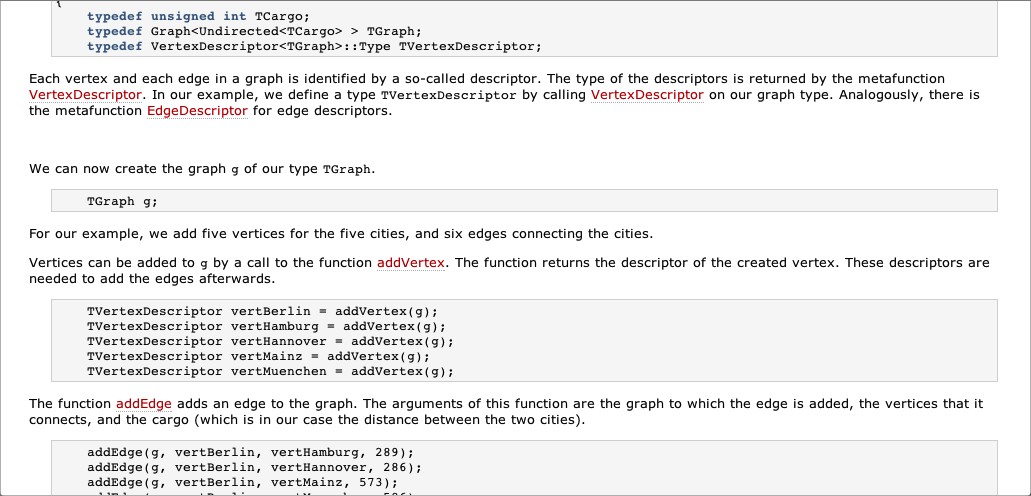 {
typedef unsigned int TCargo;
typedef Graph<Undirected<TCargo> > TGraph;
typedef VertexDescriptor<TGraph>::Type TVertexDescriptor;
Each vertex and each edge in a graph is identified by a so-called descriptor. The type of the descriptors is returned by the metafunction
VertexDescriptor. In our example, we define a type TVertexDescriptor by calling VertexDescriptor on our graph type. Analogously, there is
the metafunction EdgeDescriptor for edge descriptors.
We can now create the graph g of our type TGraph.
TGraph g;
For our example, we add five vertices for the five cities, and six edges connecting the cities.
Vertices can be added to g by a call to the function addVertex. The function returns the descriptor of the created vertex. These descriptors are
needed to add the edges afterwards.
TVertexDescriptor vertBerlin = addVertex(g);
TVertexDescriptor vertHamburg = addVertex(g);
TVertexDescriptor vertHannover = addVertex(g);
TVertexDescriptor vertMainz = addVertex(g);
TVertexDescriptor vertMuenchen = addVertex(g);
The function addEdge adds an edge to the graph. The arguments of this function are the graph to which the edge is added, the vertices that it
connects, and the cargo (which is in our case the distance between the two cities).
addEdge(g, vertBerlin, vertHamburg, 289);
addEdge(g, vertBerlin, vertHannover, 286);
addEdge(g, vertBerlin, vertMainz, 573);